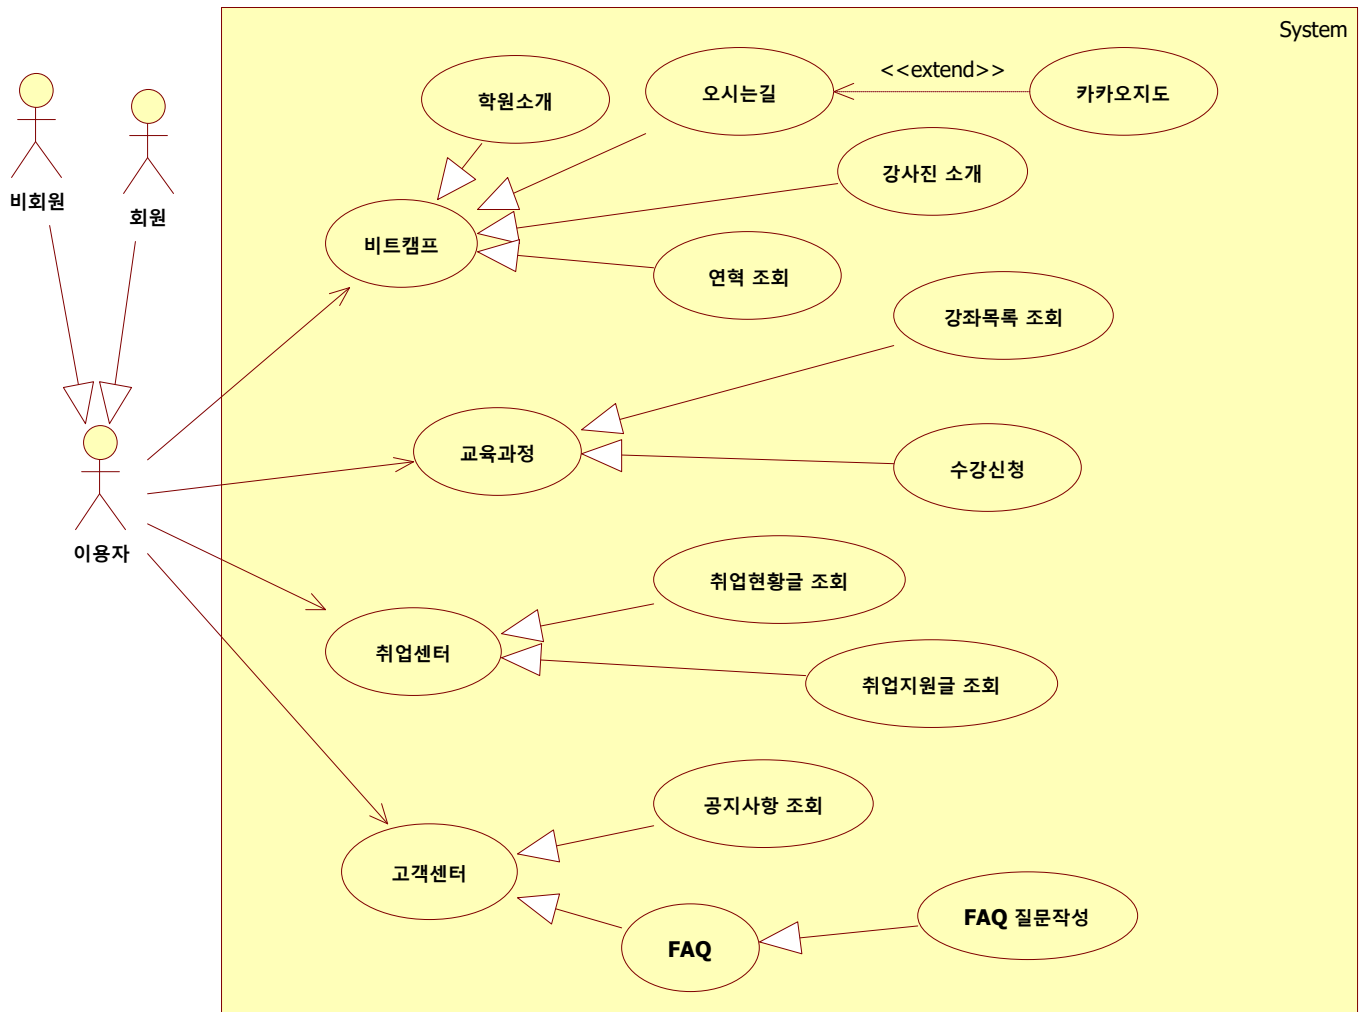 System
학원소개
오시는길
<<extend>>
카카오지도
비회원
회원
강사진 소개
비트캠프
연혁 조회
강좌목록 조회
교육과정
수강신청
이용자
취업현황글 조회
취업센터
취업지원글 조회
공지사항 조회
고객센터
FAQ
FAQ 질문작성